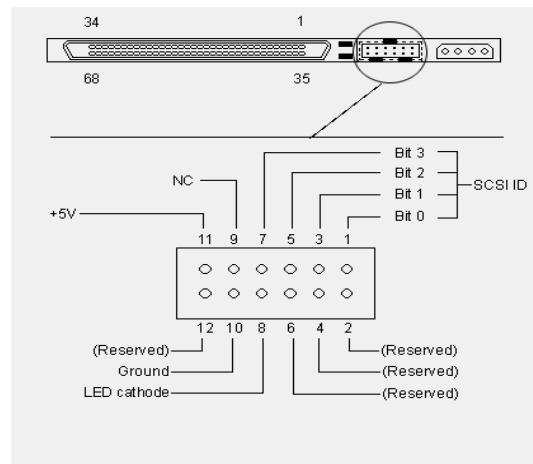 34 1
68 35
Bit 3
Bit 2
NC
SCSI ID
Bit 1
+5V
Bit 0
11 9 7 5 3 1
12 10 8 6 4 2
(Reserved) (Reserved)
Ground (Reserved)
LED cathode (Reserved)